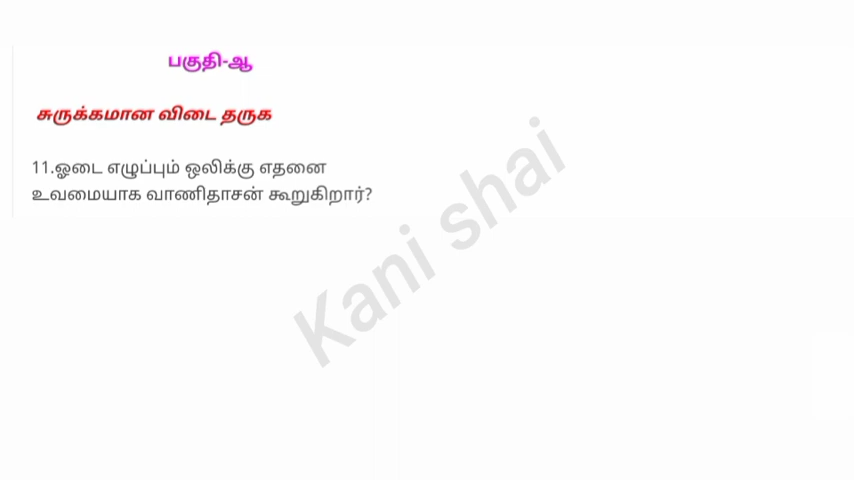 பகுதி-ஆ
சுருக்கமான விடை தருக
11.ஓடை எழுப்பும் ஒலிக்கு எதனை
உவமையாக வாணிதாசன் கூறுகிறார்?
Kani shai